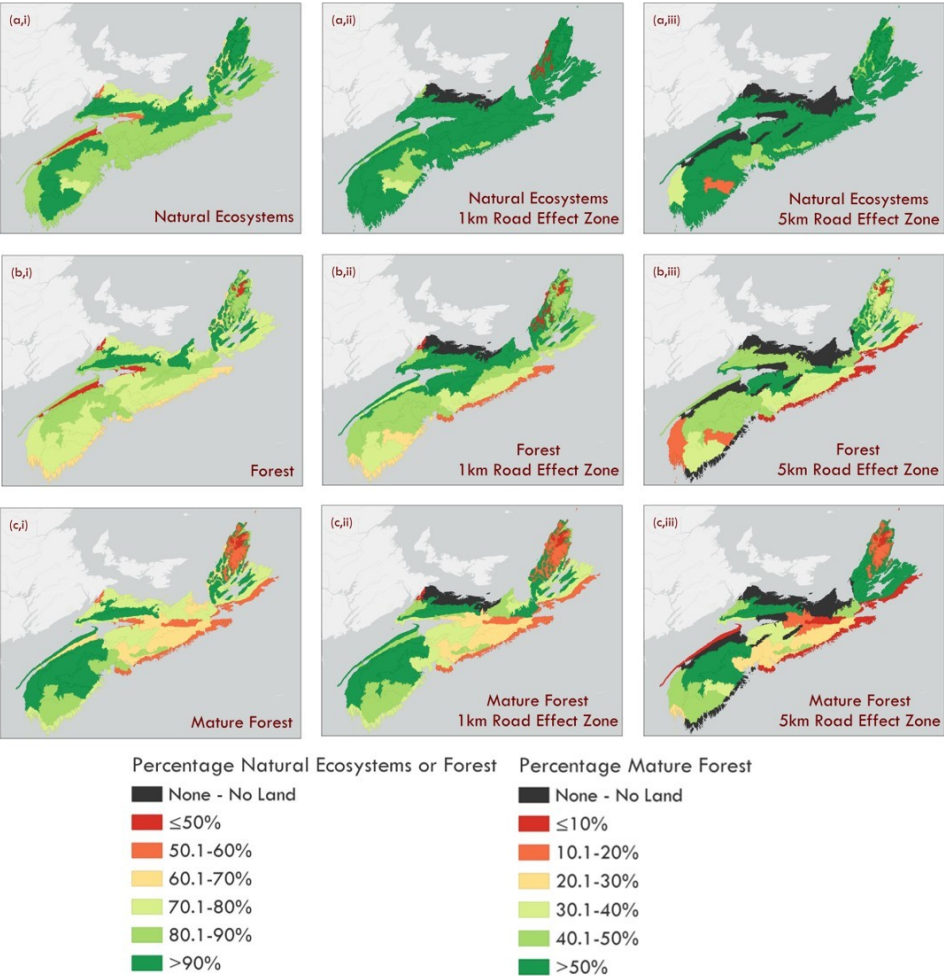 (a,i)
(a,ii)
(a,iii)
Natural Ecosystems
Natural Ecosystems
1km Road Effect Zone
Natural Ecosystems
5km Road Effect Zone
(b,i)
(b,ii)
(b,iii)
Forest
Forest
1km Road Effect Zone
Forest
5km Road Effect Zone
(c,i)
(c,ii)
(c,iii)
Mature Forest
Mature Forest
1km Road Effect Zone
Mature Forest
5km Road Effect Zone
Percentage Natural Ecosystems or Forest
None - No Land
≤50%
50.1-60%
60.1-70%
70.1-80%
80.1-90%
>90%
Percentage Mature Forest
None - No Land
≤10%
10.1-20%
20.1-30%
30.1-40%
40.1-50%
>50%